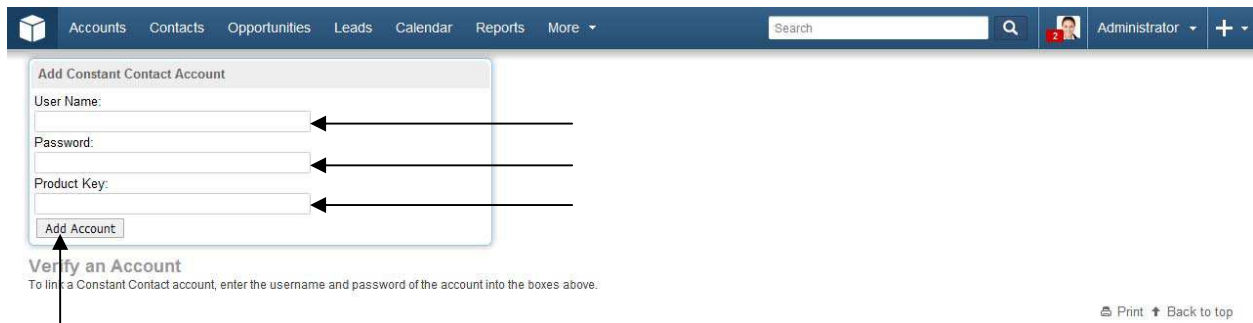 Accounts Contacts Opportunities Leads Calendar Reports More Search 2 Administrator
Add Constant Contact Account
User Name:
Password:
Product Key:
Add Account
Verify an Account
To link a Constant Contact account, enter the username and password of the account into the boxes above.
Print Back to top